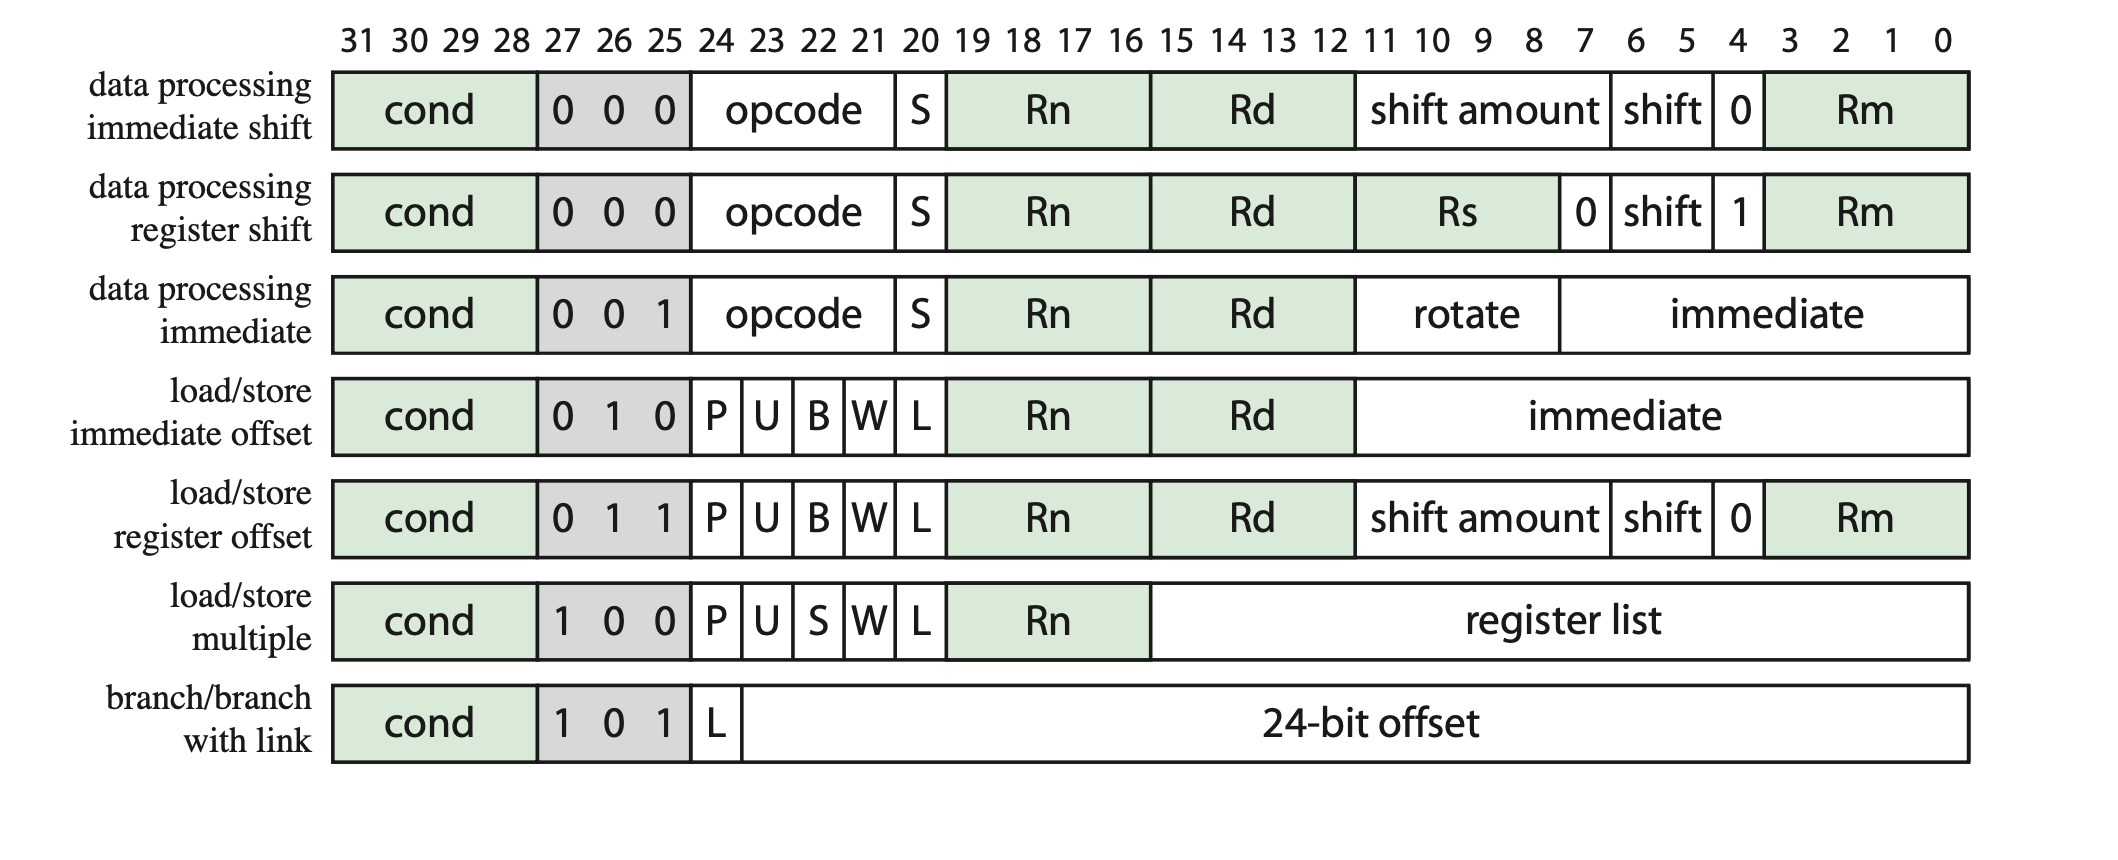 31 30 29 28 27 26 25 24 23 22 21 20 19 18 17 16 15 14 13 12 11 10 9 8 7 6 5 4 3 2 1 0
data processing
immediate shift
cond 0 0 0 opcode S Rn Rd shift amount shift 0 Rm
data processing
register shift
cond 0 0 0 opcode S Rn Rd Rs 0 shift 1 Rm
data processing
immediate
cond 0 0 1 opcode S Rn Rd rotate immediate
load/store
immediate offset
cond 0 1 0 P U B W L Rn Rd immediate
load/store
register offset
cond 0 1 1 P U B W L Rn Rd shift amount shift 0 Rm
load/store
multiple
cond 1 0 0 P U S W L Rn register list
branch/branch
with link
cond 1 0 1 L 24-bit offset